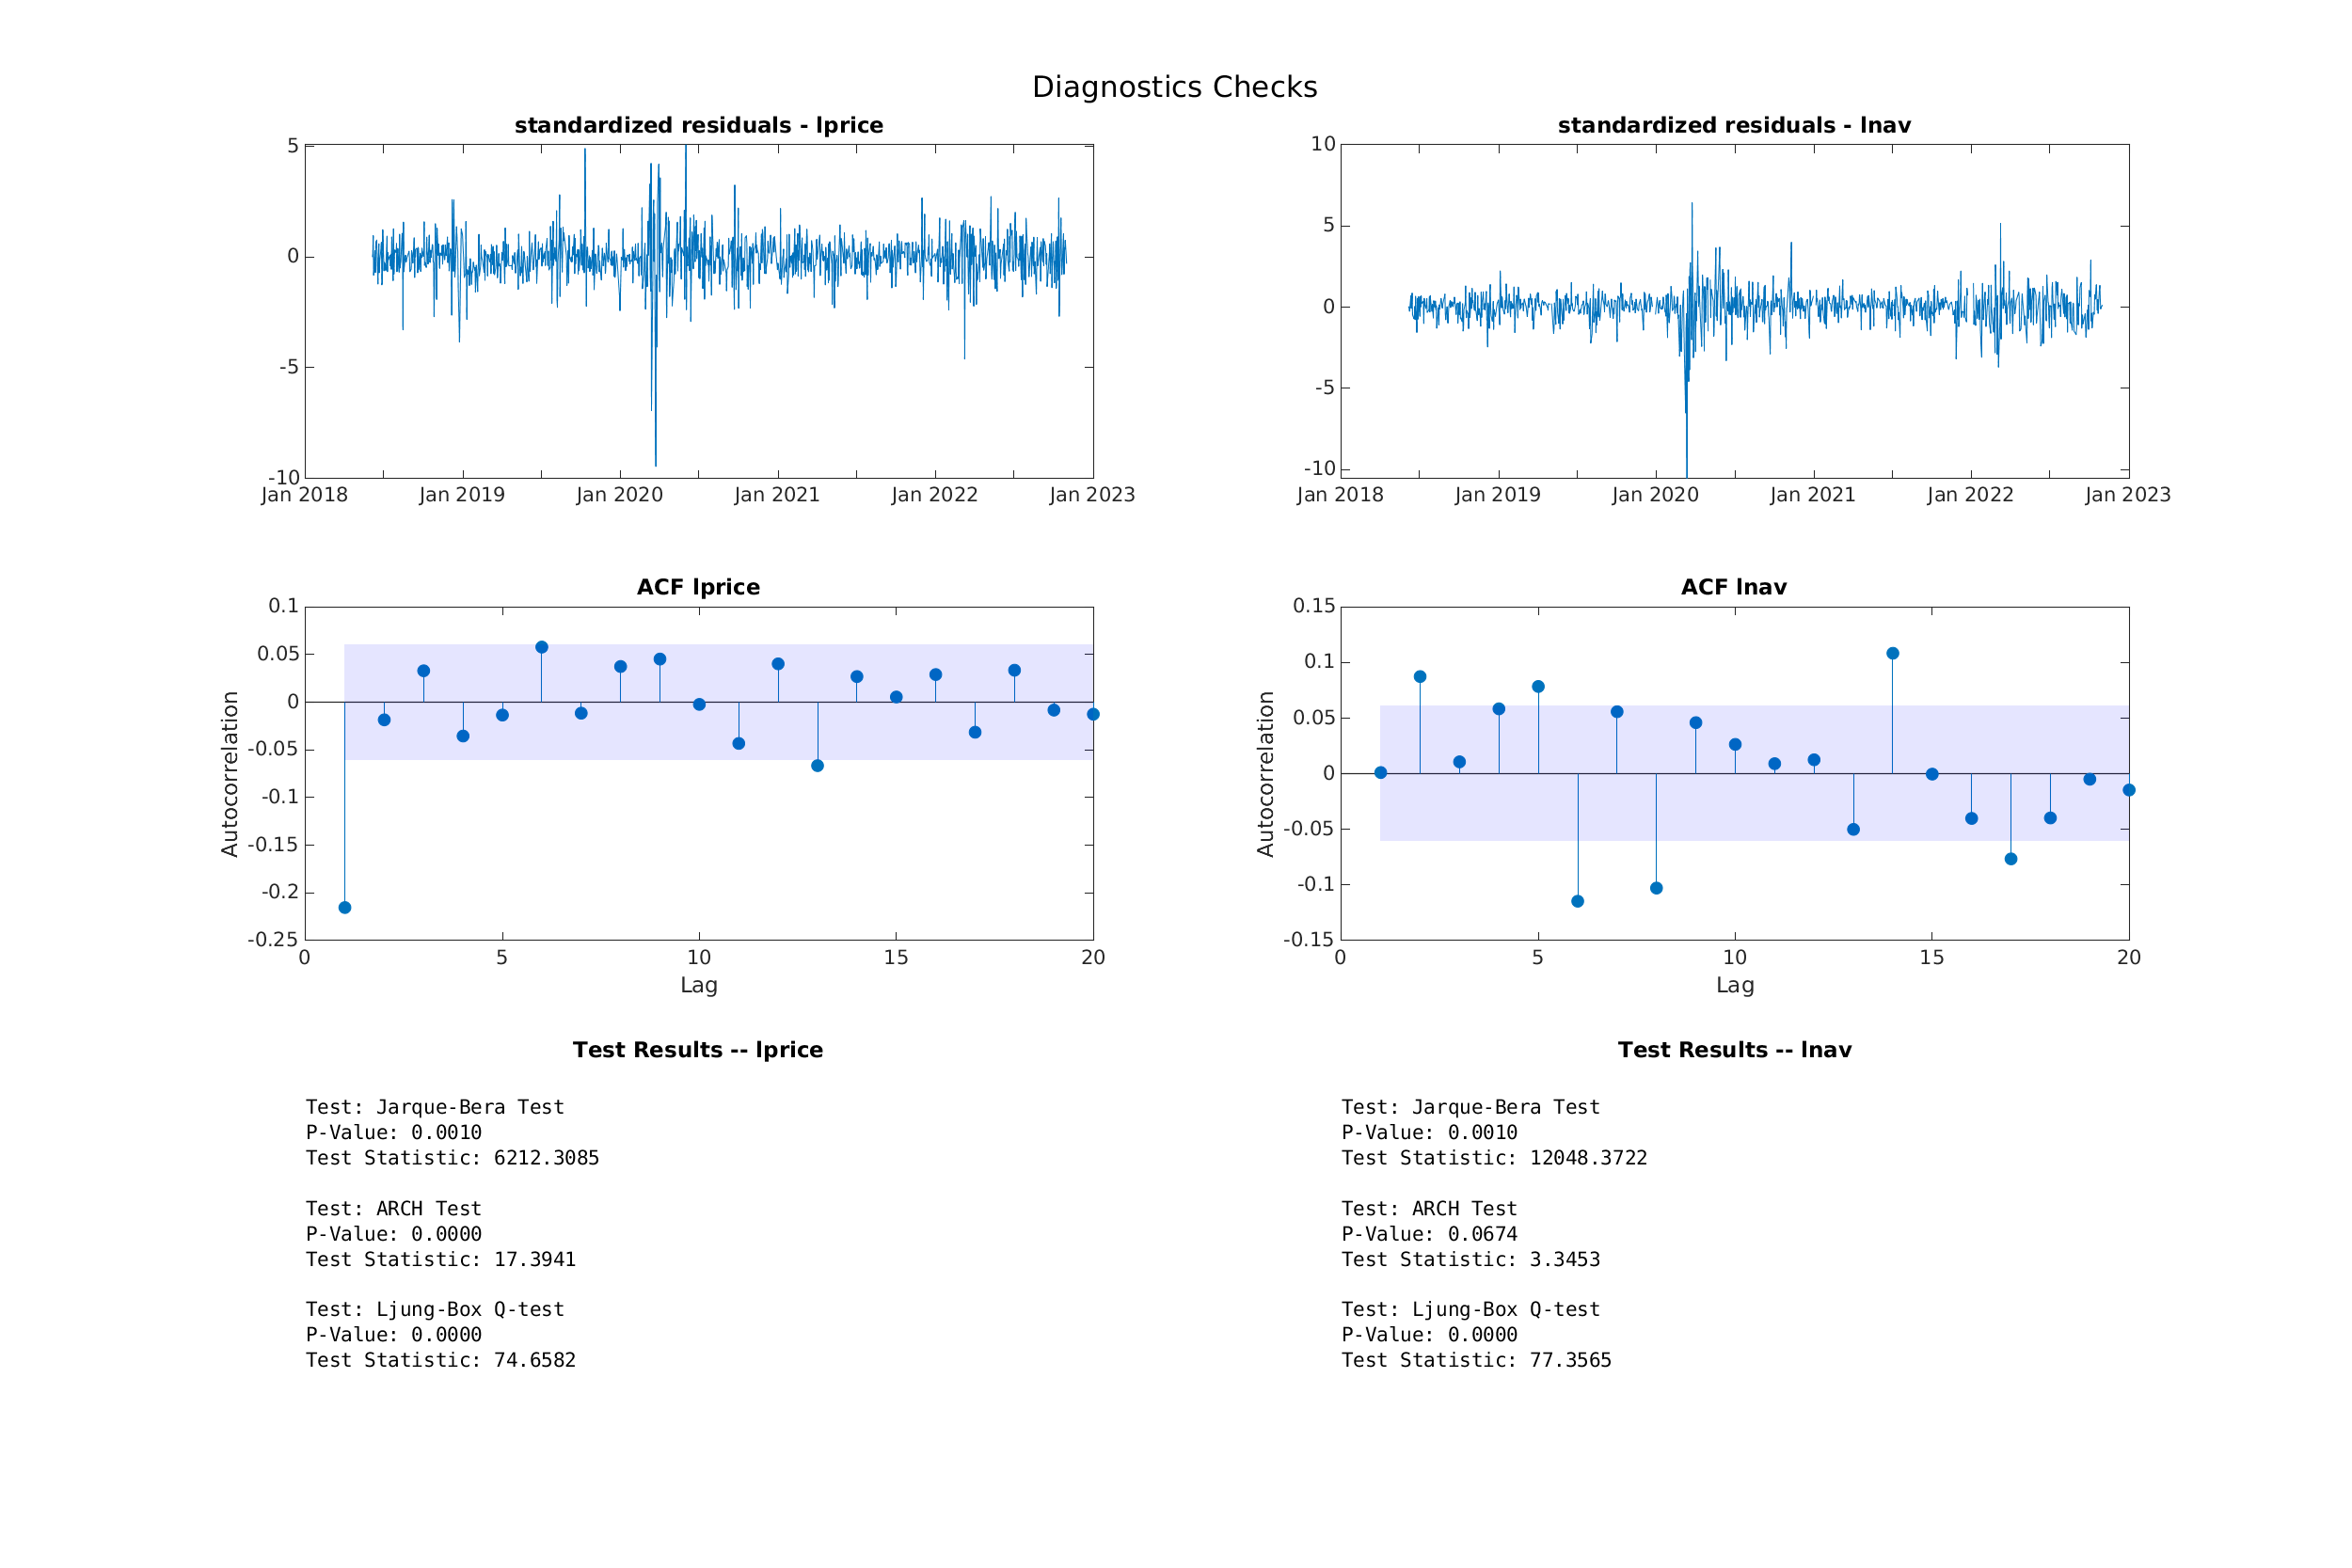 Diagnostics Checks
standardized residuals - lprice
5
0
-5
-10
Jan 2018 Jan 2019 Jan 2020 Jan 2021 Jan 2022 Jan 2023
standardized residuals - lnav
10
5
0
-5
-10
Jan 2018 Jan 2019 Jan 2020 Jan 2021 Jan 2022 Jan 2023
ACF lprice
Autocorrelation
0.1
0.05
0
-0.05
-0.1
-0.15
-0.2
-0.25
0 5 10 15 20
Lag
ACF lnav
Autocorrelation
0.15
0.1
0.05
0
-0.05
-0.1
-0.15
0 5 10 15 20
Lag
Test Results -- lprice
Test: Jarque-Bera Test
P-Value: 0.0010
Test Statistic: 6212.3085
Test: ARCH Test
P-Value: 0.0000
Test Statistic: 17.3941
Test: Ljung-Box Q-test
P-Value: 0.0000
Test Statistic: 74.6582
Test Results -- lnav
Test: Jarque-Bera Test
P-Value: 0.0010
Test Statistic: 12048.3722
Test: ARCH Test
P-Value: 0.0674
Test Statistic: 3.3453
Test: Ljung-Box Q-test
P-Value: 0.0000
Test Statistic: 77.3565